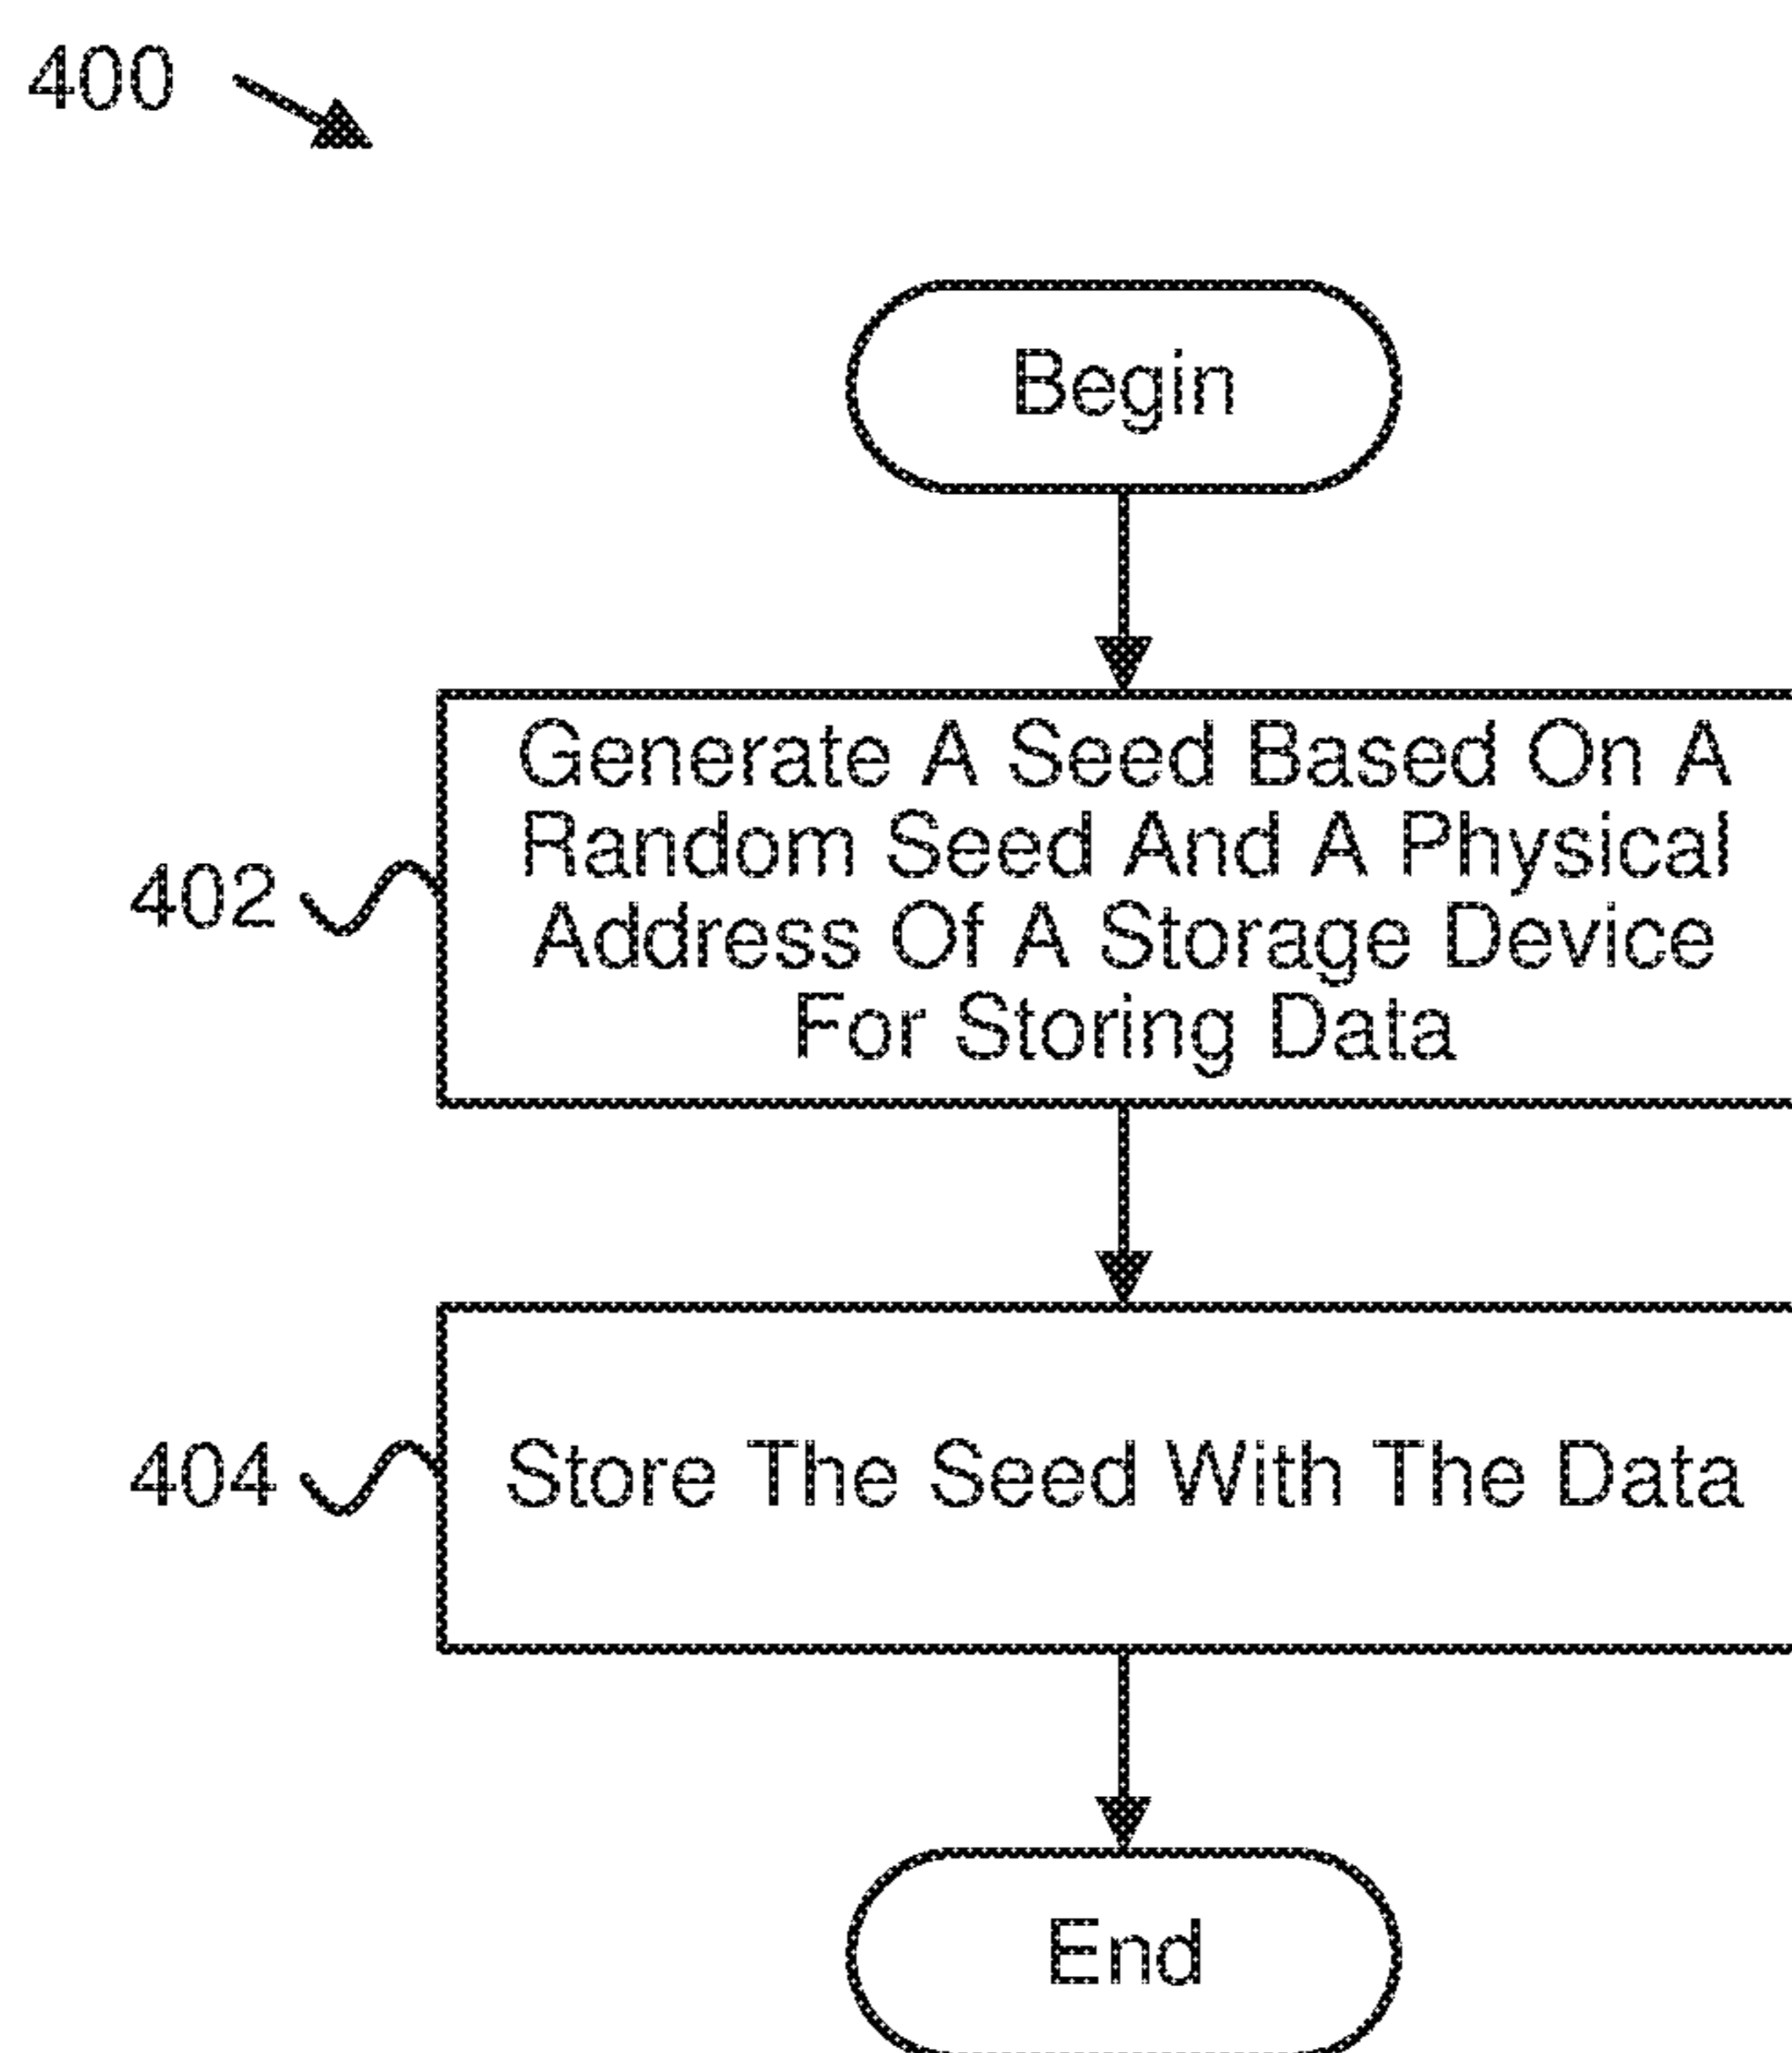 400
Begin
Generate A Seed Based On A
Random Seed And A Physical
Address Of A Storage Device
For Storing Data
402
Store The Seed With The Data
404
End